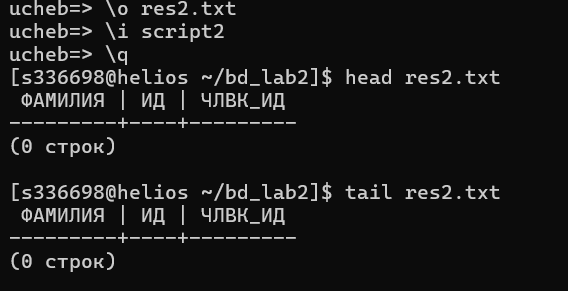 ucheb=> \o res2.txt
ucheb=> \i script2
ucheb=> \q
[s336698@helios ~/bd_lab2]$ head res2.txt
 ФАМИЛИЯ | ИД | ЧЛВК_ИД
---------+----+---------
(0 строк)

[s336698@helios ~/bd_lab2]$ tail res2.txt
 ФАМИЛИЯ | ИД | ЧЛВК_ИД
---------+----+---------
(0 строк)